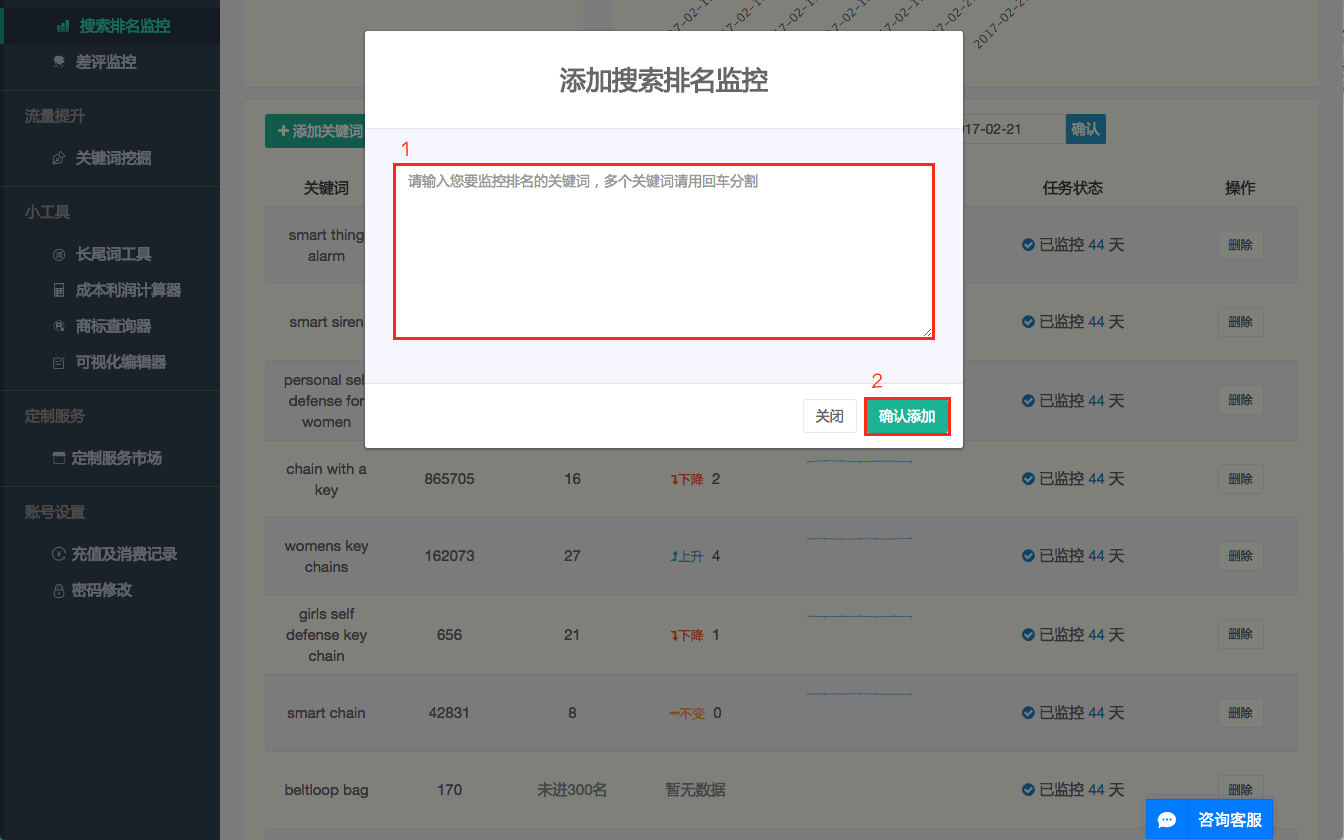 搜索排名监控
差评监控
流量提升
关键词挖掘
小工具
长尾词工具
成本利润计算器
商标查询器
可视化编辑器
定制服务
定制服务市场
账号设置
充值及消费记录
密码修改
2017-02-2
添加搜索排名监控
添加关键词
17-02-21
确认
1
请输入您要监控排名的关键词，多个关键词请用回车分割
2
关闭
确认添加
关键词
任务状态
操作
smart thing
alarm
已监控 44 天
删除
smart siren
已监控 44 天
删除
personal sel
defense for
women
已监控 44 天
删除
chain with a
key
865705
16
下降 2
已监控 44 天
删除
womens key
chains
162073
27
上升 4
已监控 44 天
删除
girls self
defense key
chain
656
21
下降 1
已监控 44 天
删除
smart chain
42831
8
不变 0
已监控 44 天
删除
beltloop bag
170
未进300名
暂无数据
已监控 44 天
删除
咨询客服